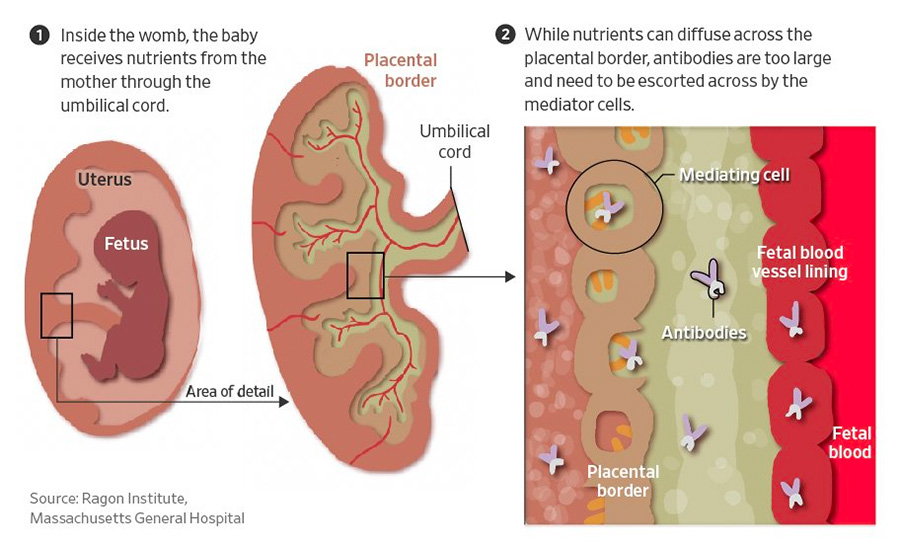 1 Inside the womb, the baby
receives nutrients from the
mother through the
umbilical cord.
Placental
border
Umbilical
cord
Uterus
Fetus
Area of detail
2 While nutrients can diffuse across the
placental border, antibodies are too large
and need to be escorted across by the
mediator cells.
Mediating cell
Fetal blood
vessel lining
Antibodies
Fetal
blood
Placental
border
Source: Ragon Institute,
Massachusetts General Hospital